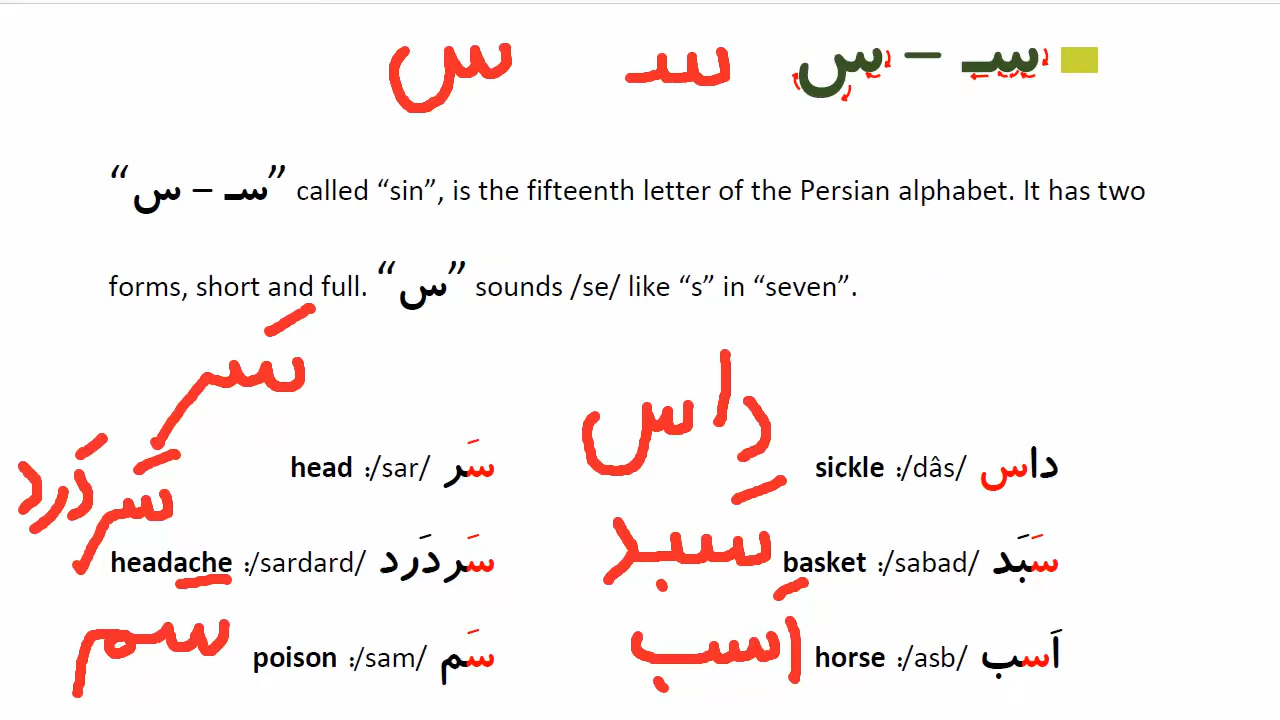 سـ – س سـ س
“سـ – س” called “sin”, is the fifteenth letter of the Persian alphabet. It has two
forms, short and full. “س” sounds /se/ like “s” in “seven”.
سَر
داس
داس /dâs/: sickle
سَر /sar/: head
سَردَرد
سَبد
سَبَد /sabad/: basket
سَردَرد /sardard/: headache
اَسب
سَم
اَسب /asb/: horse
سَم /sam/: poison